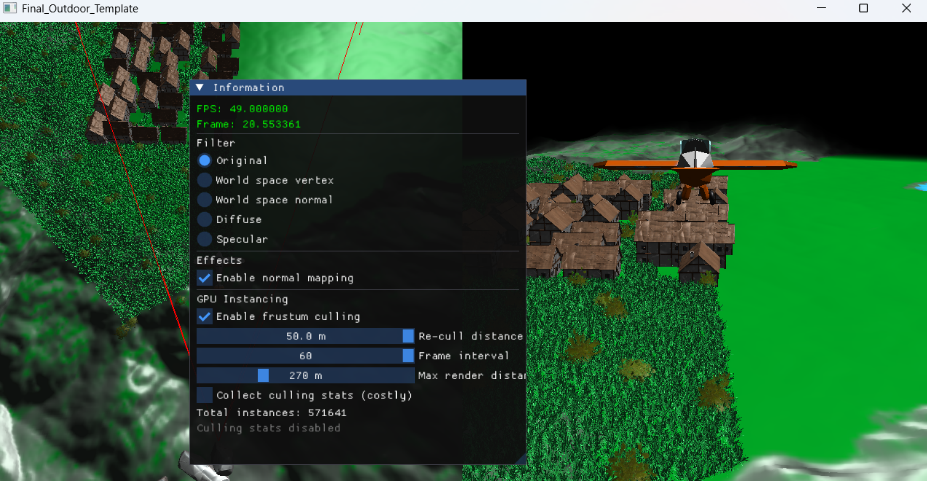 Final_Outdoor_Template
Information
FPS: 49.000000
Frame: 20.553361
Filter
Original
World space vertex
World space normal
Diffuse
Specular
Effects
Enable normal mapping
GPU Instancing
Enable frustum culling
50.0 m Re-cull distance
60 Frame interval
270 m Max render distan
Collect culling stats (costly)
Total instances: 571641
Culling stats disabled